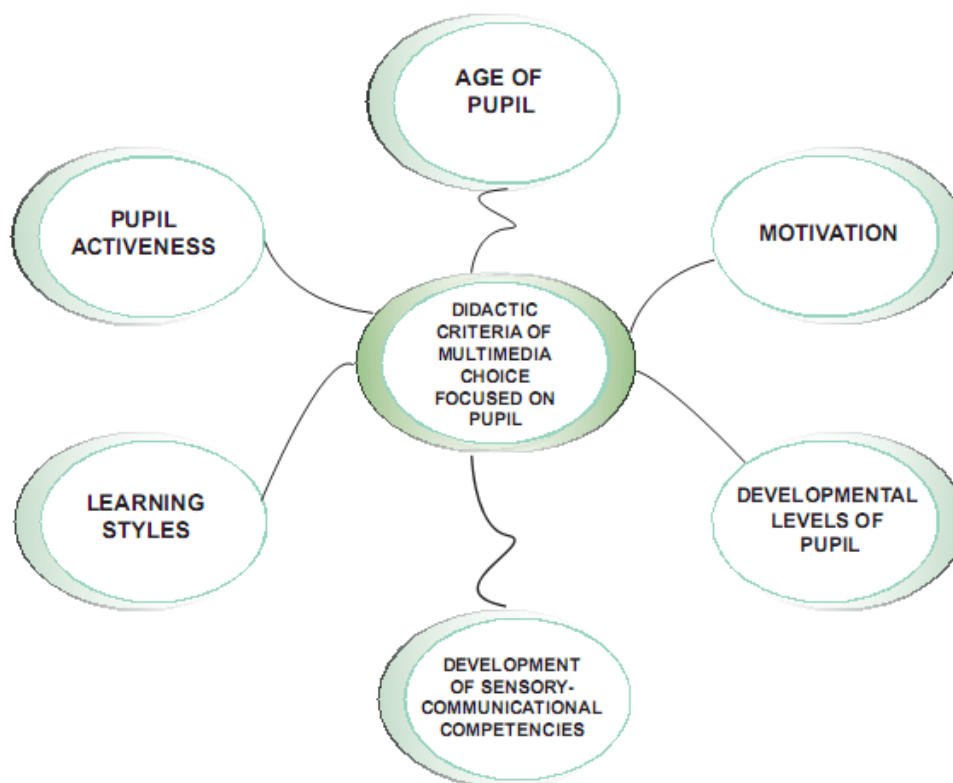 AGE OF
PUPIL
PUPIL
ACTIVENESS
MOTIVATION
DIDACTIC
CRITERIA OF
MULTIMEDIA
CHOICE
FOCUSED ON
PUPIL
LEARNING
STYLES
DEVELOPMENTAL
LEVELS OF
PUPIL
DEVELOPMENT
OF SENSORY-
COMMUNICATIONAL
COMPETENCIES